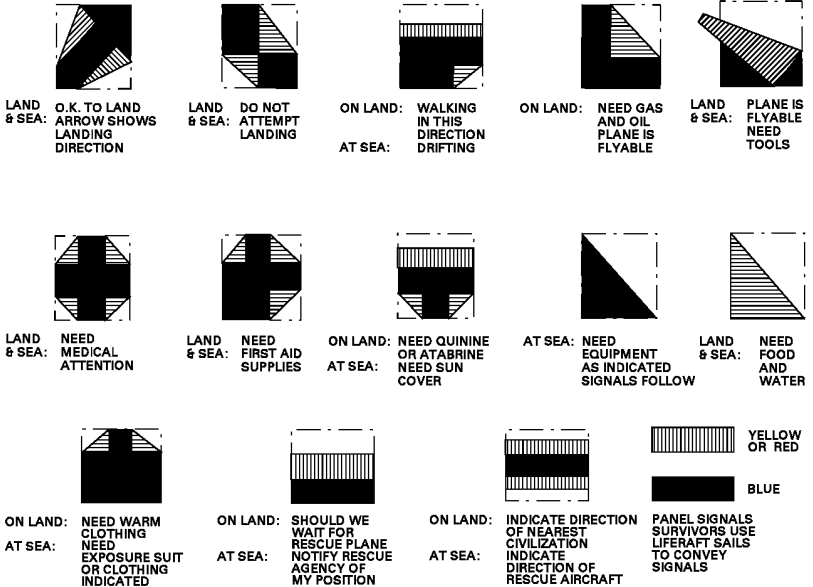 LAND & SEA: O.K. TO LAND
ARROW SHOWS
LANDING
DIRECTION
LAND & SEA: DO NOT
ATTEMPT
LANDING
ON LAND: WALKING
IN THIS
DIRECTION
AT SEA: DRIFTING
ON LAND: NEED GAS
AND OIL
PLANE IS
FLYABLE
LAND & SEA: PLANE IS
FLYABLE
NEED
TOOLS
LAND & SEA: NEED
MEDICAL
ATTENTION
LAND & SEA: NEED
FIRST AID
SUPPLIES
ON LAND: NEED QUININE
OR ATABRINE
AT SEA: NEED SUN
COVER
AT SEA: NEED
EQUIPMENT
AS INDICATED
SIGNALS FOLLOW
LAND & SEA: NEED
FOOD
AND
WATER
ON LAND: NEED WARM
CLOTHING
AT SEA: NEED
EXPOSURE SUIT
OR CLOTHING
INDICATED
ON LAND: SHOULD WE
WAIT FOR
RESCUE PLANE
AT SEA: NOTIFY RESCUE
AGENCY OF
MY POSITION
ON LAND: INDICATE DIRECTION
OF NEAREST
CIVILIZATION
AT SEA: INDICATE
DIRECTION OF
RESCUE AIRCRAFT
YELLOW
OR RED
BLUE
PANEL SIGNALS
SURVIVORS USE
LIFERAFT SAILS
TO CONVEY
SIGNALS